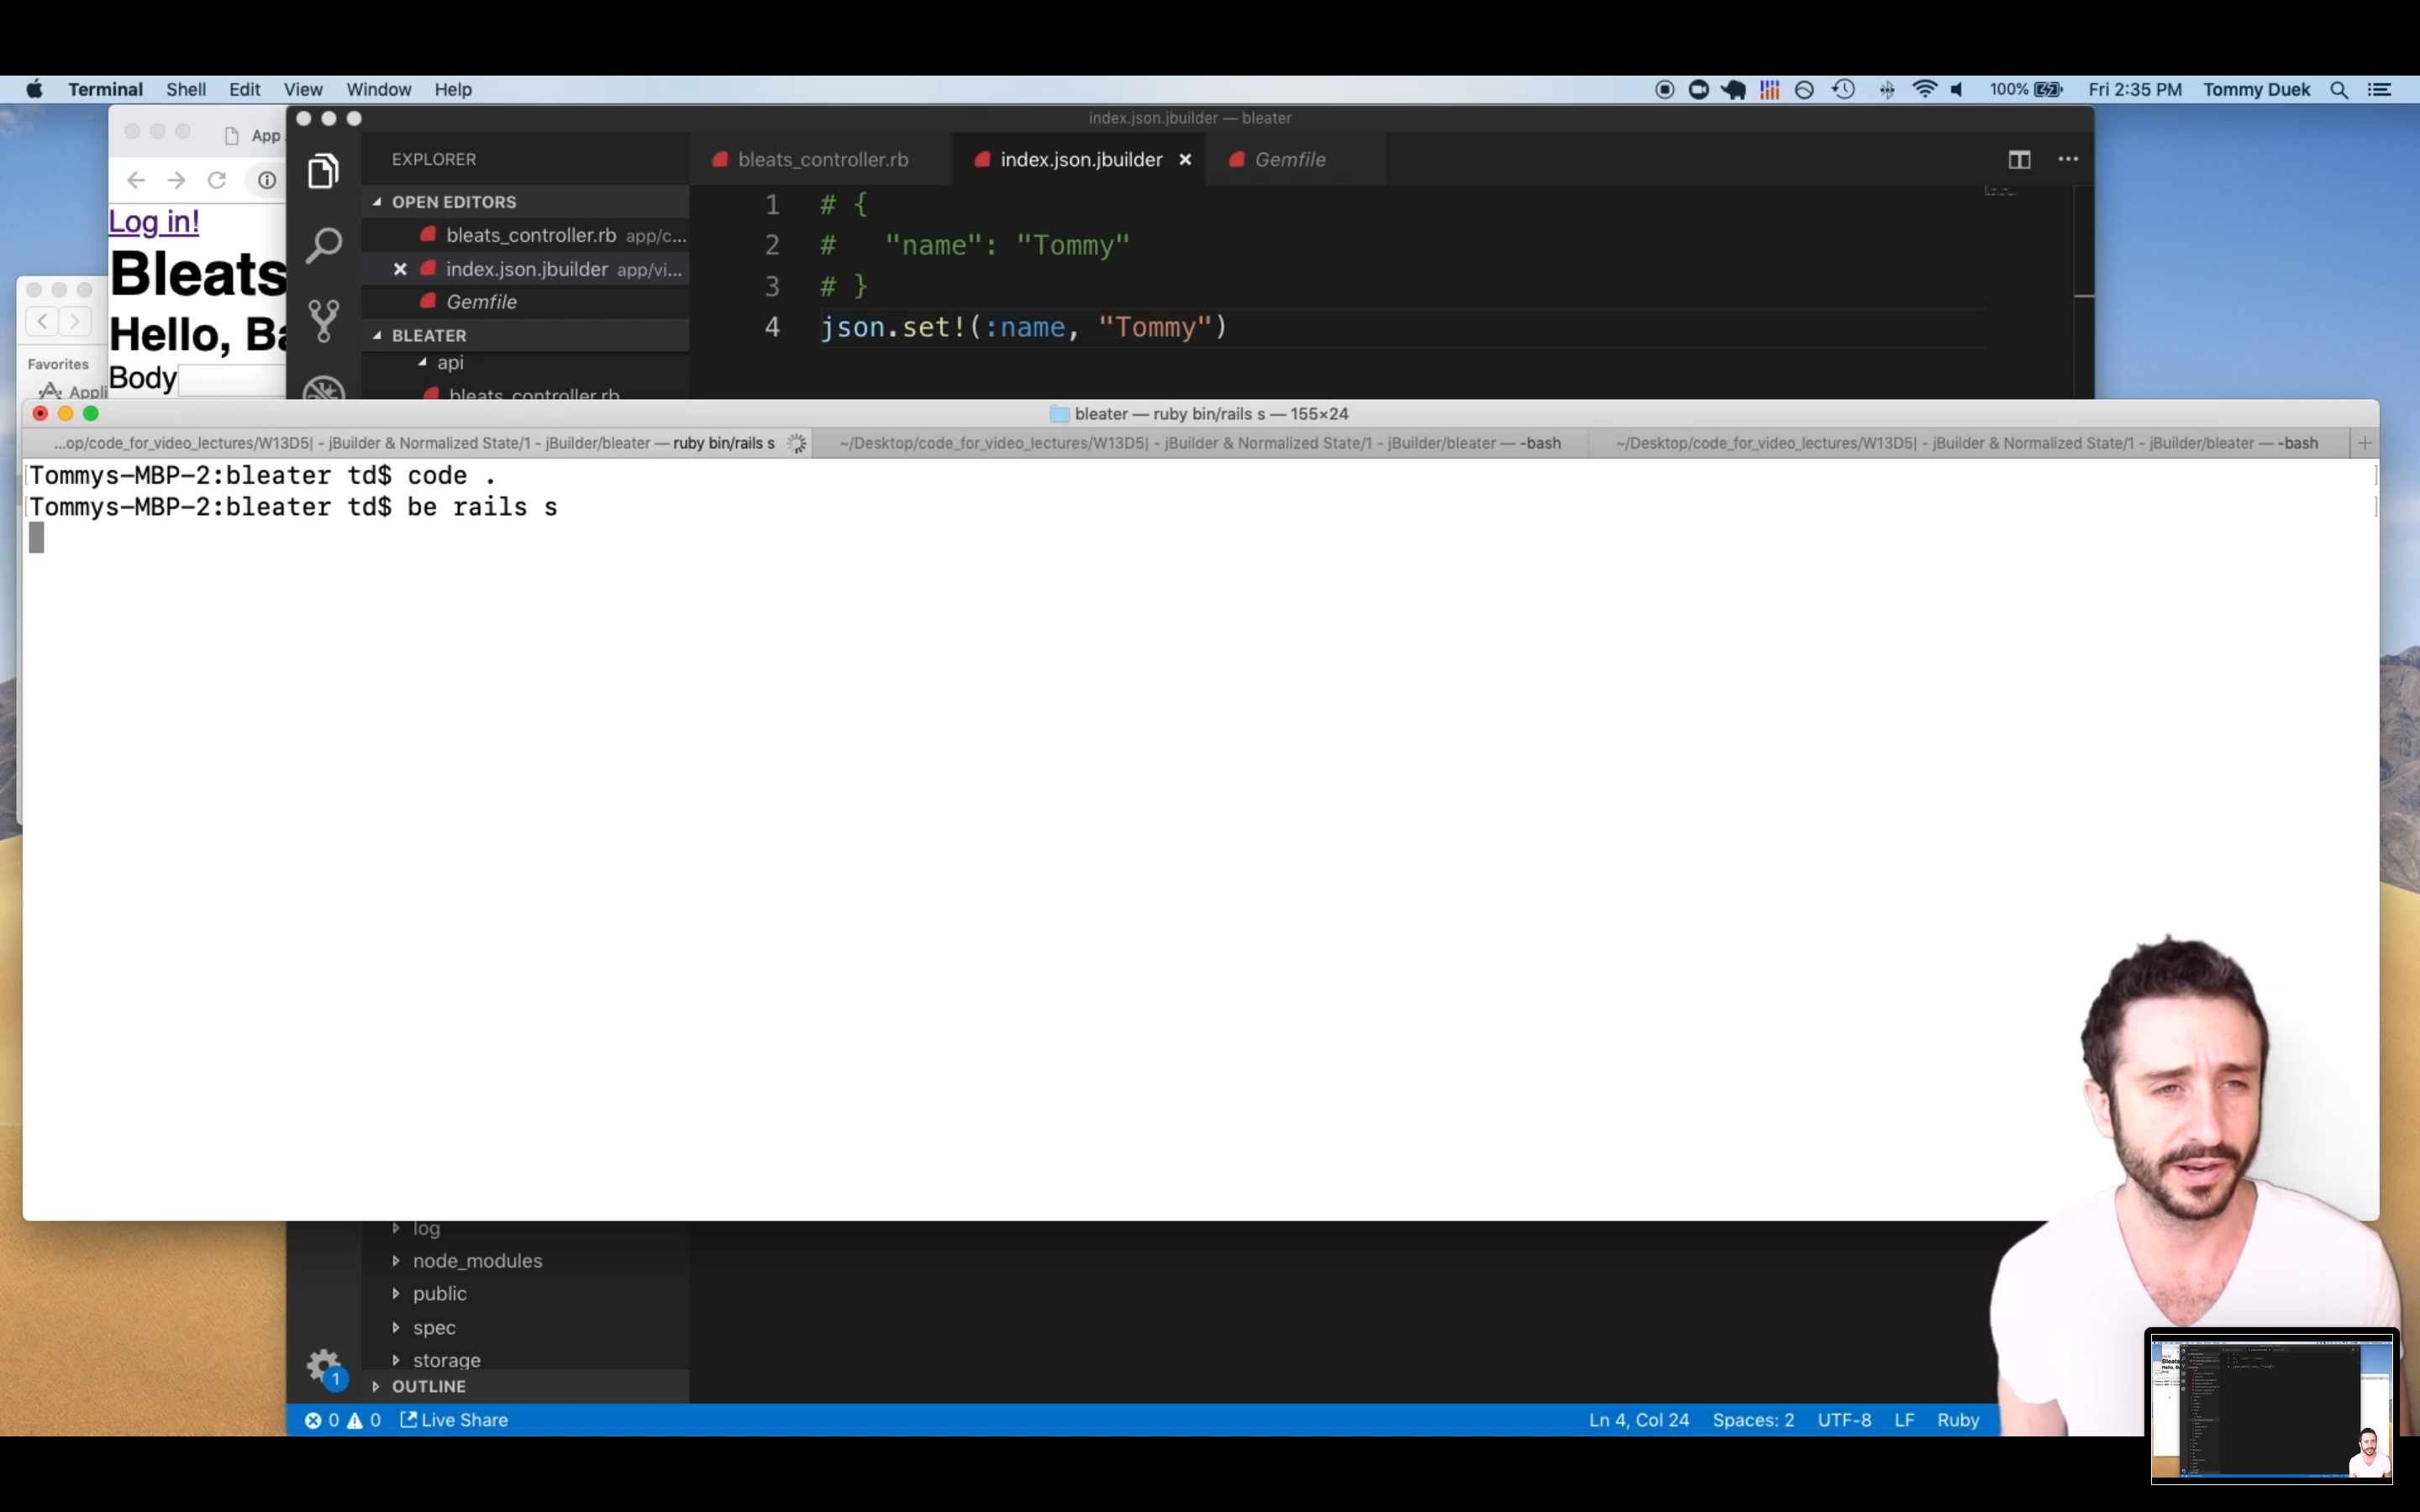 Terminal Shell Edit View Window Help 100% Fri 2:35 PM Tommy Duek
index.json.jbuilder — bleater
App
EXPLORER
bleats_controller.rb index.json.jbuilder Gemfile
OPEN EDITORS
bleats_controller.rb app/c...
index.json.jbuilder app/vi...
Gemfile
BLEATER
api
bleats_controller.rb
1 # {
2 # "name": "Tommy"
3 # }
4 json.set!(:name, "Tommy")
Log in!
Bleats
Hello, Ba
Body
Favorites
Appli
bleater — ruby bin/rails s — 155×24
...op/code_for_video_lectures/W13D5| - jBuilder & Normalized State/1 - jBuilder/bleater — ruby bin/rails s
~/Desktop/code_for_video_lectures/W13D5| - jBuilder & Normalized State/1 - jBuilder/bleater — -bash
~/Desktop/code_for_video_lectures/W13D5| - jBuilder & Normalized State/1 - jBuilder/bleater — -bash
[Tommys-MBP-2:bleater td$ code . ]
[Tommys-MBP-2:bleater td$ be rails s ]
log
node_modules
public
spec
storage
OUTLINE
1
0 0 Live Share Ln 4, Col 24 Spaces: 2 UTF-8 LF Ruby